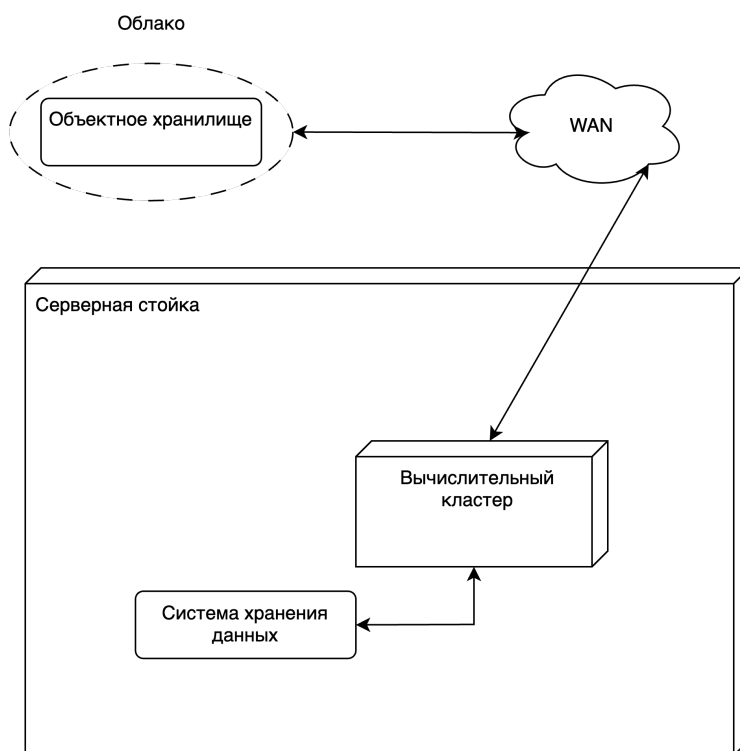 Облако
Объектное хранилище
WAN
Серверная стойка
Вычислительный
кластер
Система хранения
данных